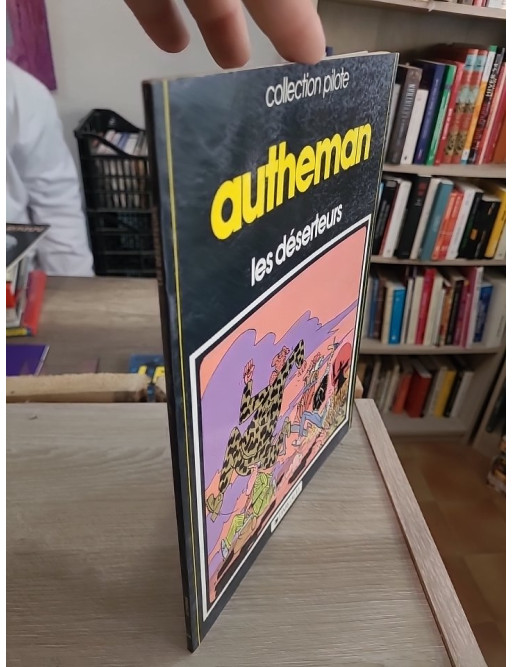 collection pilote
autheman
les déserteurs